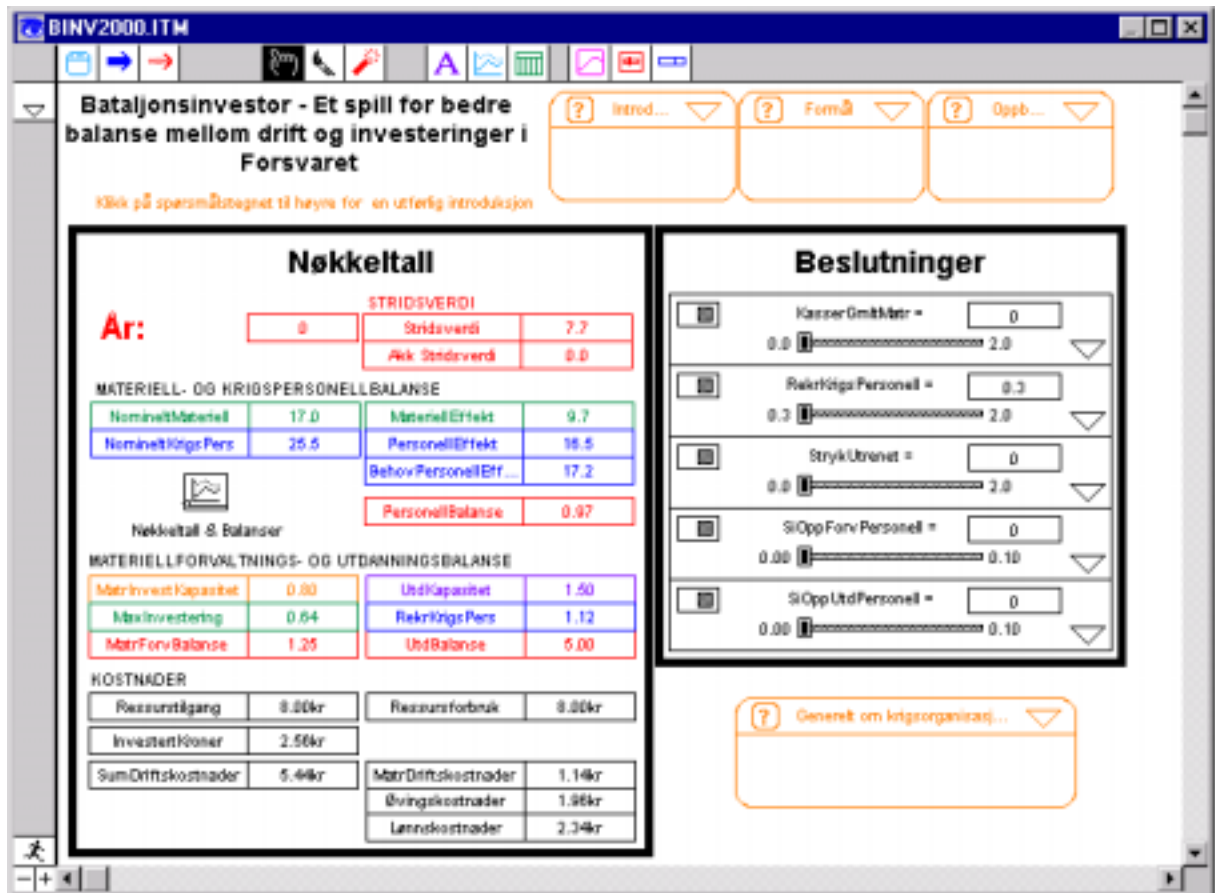 BINV2000.ITM
A
Bataljonsinvestor - Et spill for bedre
balanse mellom drift og investeringer i
Forsvaret
Klikk på spørsmålstegnet til høyre for en utførlig introduksjon
? Introd...
? Formål
? Oppb...
Nøkkeltall
År: 0
STRIDSVERDI
Stridsverdi 7.7
Akk Stridsverdi 0.0
MATERIELL- OG KRIGSPERSONELLBALANSE
NomineltMateriell 17.0 MateriellEffekt 9.7
NomineltKrigsPers 25.5 PersonellEffekt 16.5
BehovPersonellEff... 17.2
Nøkkeltall & Balanser
PersonellBalanse 0.97
MATERIELLFORVALTNINGS- OG UTDANNINGSBALANSE
MatrInvestKapasitet 0.80 UtdKapasitet 1.50
MaxInvestering 0.64 RekrKrigsPers 1.12
MatrForvBalanse 1.25 UtdBalanse 5.00
KOSTNADER
Ressurstilgang 8.00kr Ressursforbruk 8.00kr
InvestertKroner 2.56kr
SumDriftskostnader 5.44kr MatrDriftskostnader 1.14kr
Øvingskostnader 1.96kr
Lønnskostnader 2.34kr
Beslutninger
KasserGmltMatr = 0
0.0 2.0
RekrKrigsPersonell = 0.3
0.3 2.0
StrykUtrenet = 0
0.0 2.0
SiOppForvPersonell = 0
0.00 0.10
SiOppUtdPersonell = 0
0.00 0.10
? Generelt om krigsorganisasj...